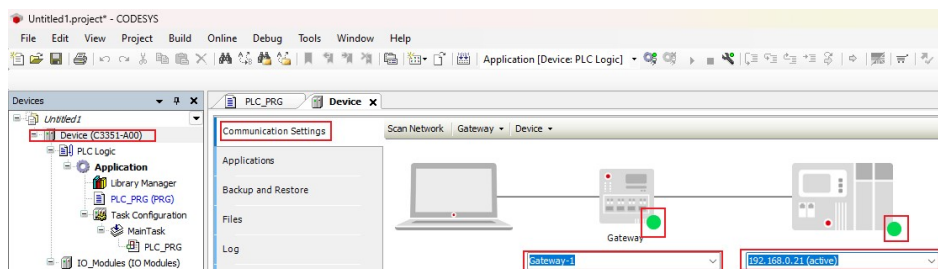 Untitled1.project* - CODESYS
File Edit View Project Build Online Debug Tools Window Help
Application [Device: PLC Logic]
Devices
PLC_PRG
Device
Untitled1
Device (C3351-A00)
PLC Logic
Application
Library Manager
PLC_PRG (PRG)
Task Configuration
MainTask
PLC_PRG
IO_Modules (IO Modules)
Communication Settings
Applications
Backup and Restore
Files
Log
Scan Network Gateway Device
Gateway
Gateway-1
192.168.0.21 (active)